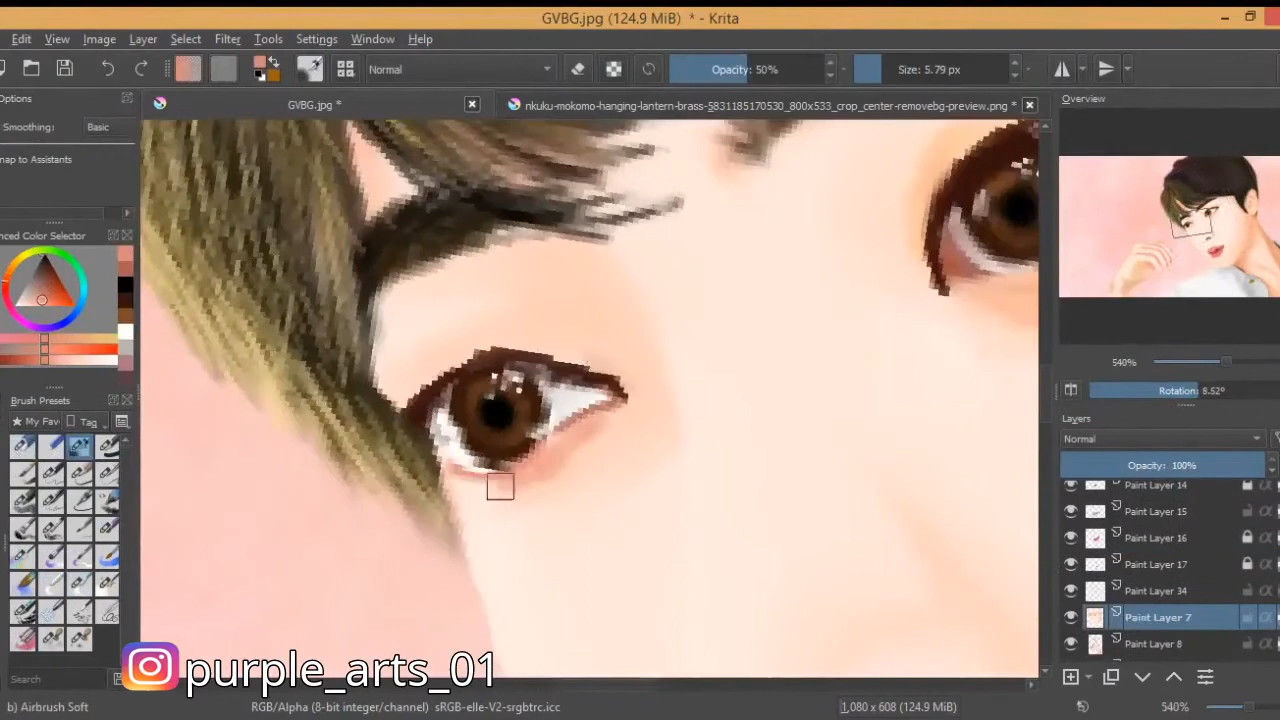 GVBG.jpg (124.9 MiB) * - Krita
Edit View Image Layer Select Filter Tools Settings Window Help
Normal Opacity: 50% Size: 5.79 px
Options
GVBG.jpg *
nkuku-mokomo-hanging-lantern-brass-5831185170530_800x533_crop_center-removebg-preview.png *
Overview
Smoothing: Basic
nap to Assistants
nced Color Selector
540%
Rotation: 8.52°
Brush Presets
My Fav Tag
Layers
Normal
Opacity: 100%
Paint Layer 14
Paint Layer 15
Paint Layer 16
Paint Layer 17
Paint Layer 34
Paint Layer 7
Paint Layer 8
Search
purple_arts_01
b) Airbrush Soft
RGB/Alpha (8-bit integer/channel) sRGB-elle-V2-srgbtrc.icc
1,080 x 608 (124.9 MiB)
540%